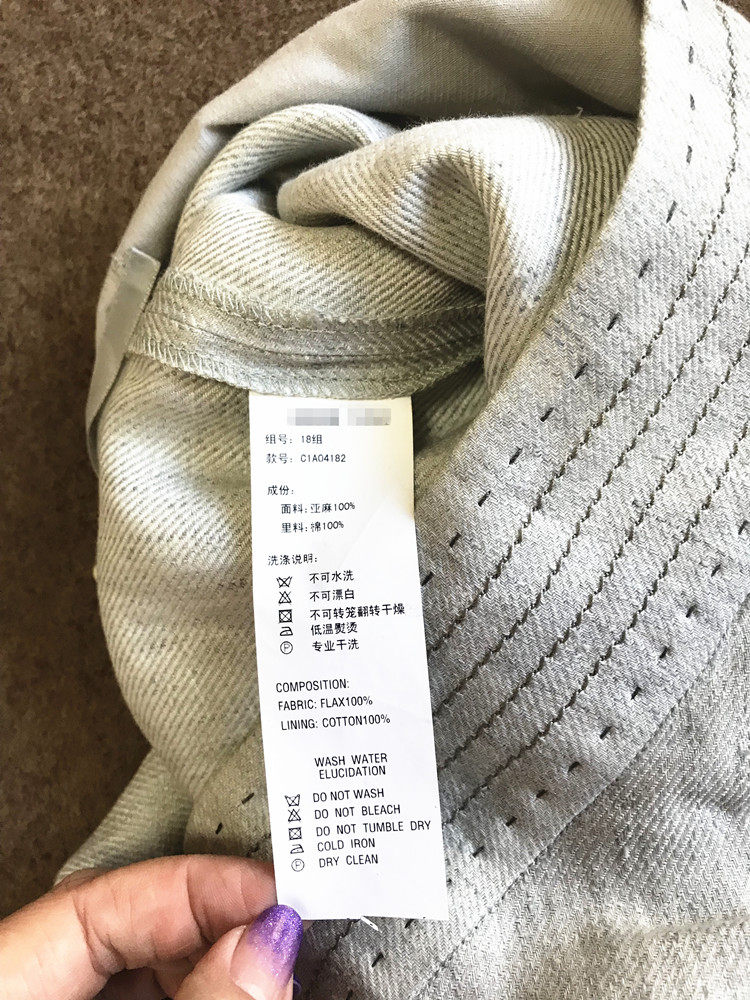 组号: 18组
款号: C1A04182
成份:
面料: 亚麻100%
里料: 棉100%
洗涤说明:
不可水洗
不可漂白
不可转笼翻转干燥
低温熨烫
P 专业干洗
COMPOSITION:
FABRIC: FLAX100%
LINING: COTTON100%
WASH WATER
ELUCIDATION
DO NOT WASH
DO NOT BLEACH
DO NOT TUMBLE DRY
COLD IRON
P DRY CLEAN